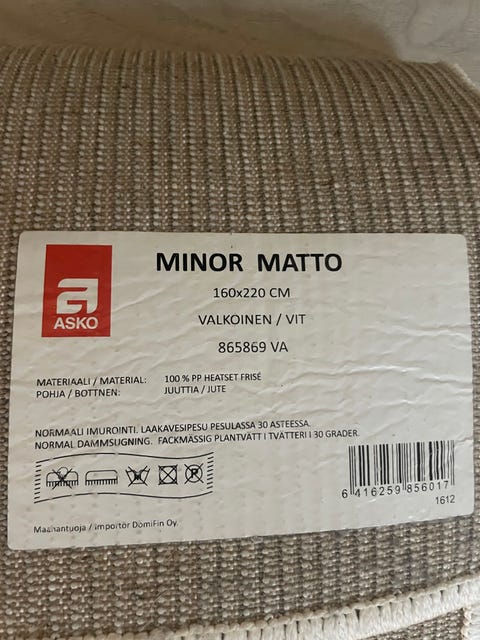 ASKO
MINOR MATTO
160x220 CM
VALKOINEN / VIT
865869 VA
MATERIAALI / MATERIAL: 100 % PP HEATSET FRISÉ
POHJA / BOTTNEN: JUUTTIA / JUTE
NORMAALI IMUROINTI. LAAKAVESIPESU PESULASSA 30 ASTEESSA.
NORMAL DAMMSUGNING. FACKMÄSSIG PLANTVÄTT I TVÄTTERI I 30 GRADER.
P
6 416259 856017
1612
Maahantuoja / Importör DomiFin Oy.